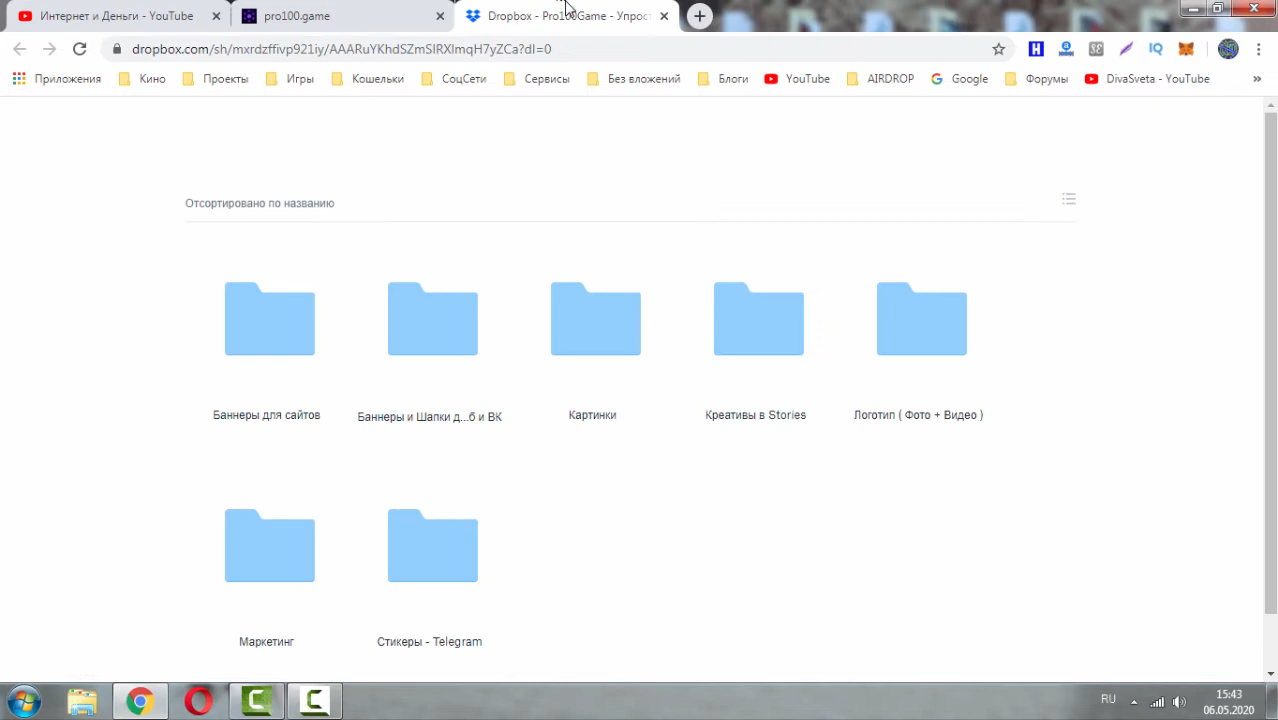 Интернет и Деньги - YouTube
pro100.game
Dropbox - Pro100Game - Упрост
dropbox.com/sh/mxrdzffivp921iy/AAARuYKhdSZmSIRXImqH7yZCa?dl=0
Приложения
Кино
Проекты
Игры
Кошельки
СоцСети
Сервисы
Без вложений
Блоги
YouTube
AIRDROP
Google
Форумы
DivaSveta - YouTube
»
Отсортировано по названию
Баннеры для сайтов
Баннеры и Шапки д...б и ВК
Картинки
Креативы в Stories
Логотип ( Фото + Видео )
Маркетинг
Стикеры - Telegram
RU
15:43
06.05.2020